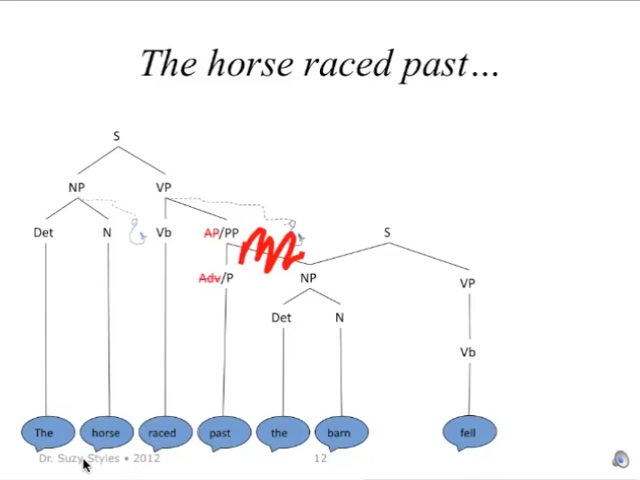 The horse raced past...
S
NP VP
Det N Vb AP/PP S
Adv/P NP VP
Det N
Vb
The horse raced past the barn fell
Dr. Suzy Styles • 2012 12